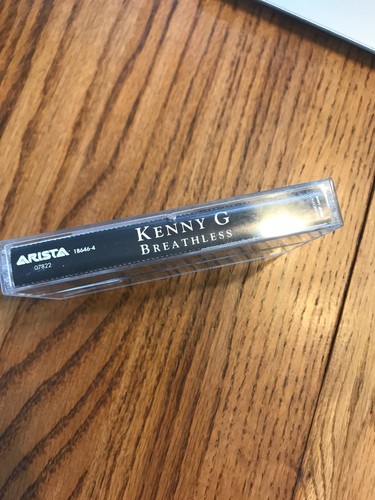 ARISTA
18646-4
07822
KENNY G
BREATHLESS